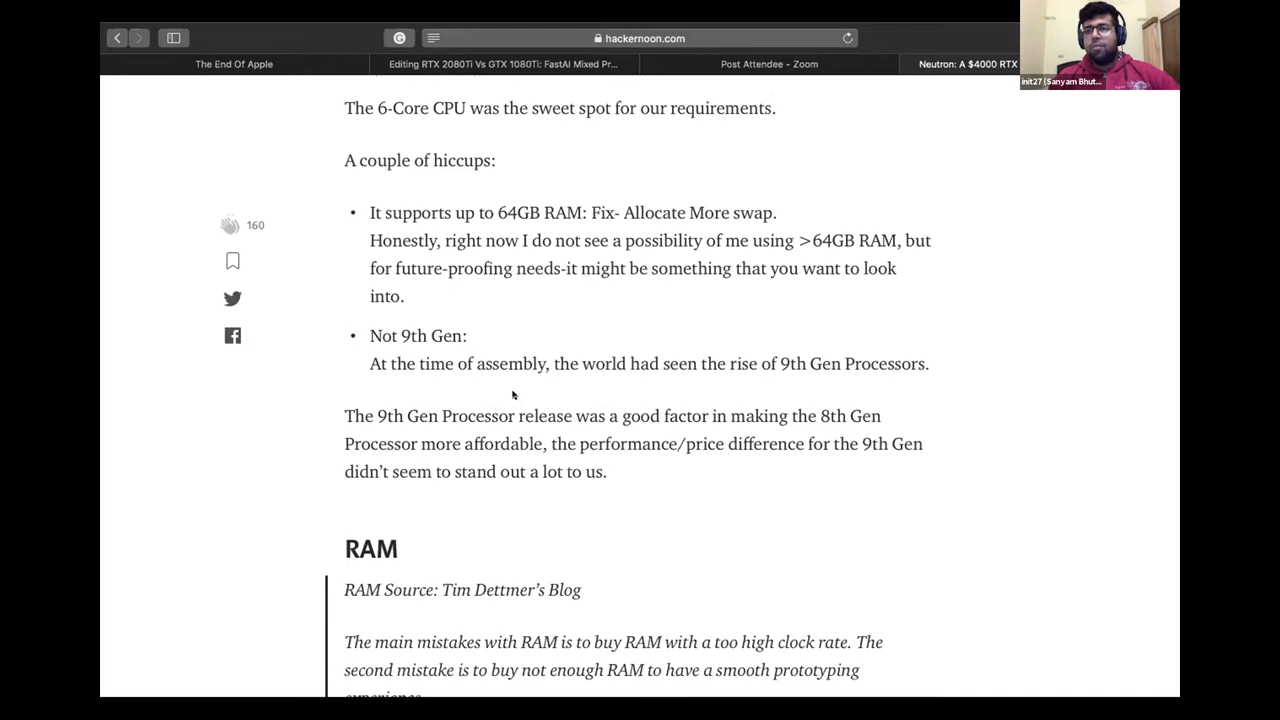 hackernoon.com
The End Of Apple
Editing RTX 2080Ti Vs GTX 1080Ti: FastAI Mixed Pr...
Post Attendee - Zoom
Neutron: A $4000 RTX
init27 (Sanyam Bhut...
The 6-Core CPU was the sweet spot for our requirements.
A couple of hiccups:
• It supports up to 64GB RAM: Fix- Allocate More swap.
Honestly, right now I do not see a possibility of me using >64GB RAM, but
for future-proofing needs-it might be something that you want to look
into.
160
• Not 9th Gen:
At the time of assembly, the world had seen the rise of 9th Gen Processors.
The 9th Gen Processor release was a good factor in making the 8th Gen
Processor more affordable, the performance/price difference for the 9th Gen
didn't seem to stand out a lot to us.
RAM
RAM Source: Tim Dettmer's Blog
The main mistakes with RAM is to buy RAM with a too high clock rate. The
second mistake is to buy not enough RAM to have a smooth prototyping
experience